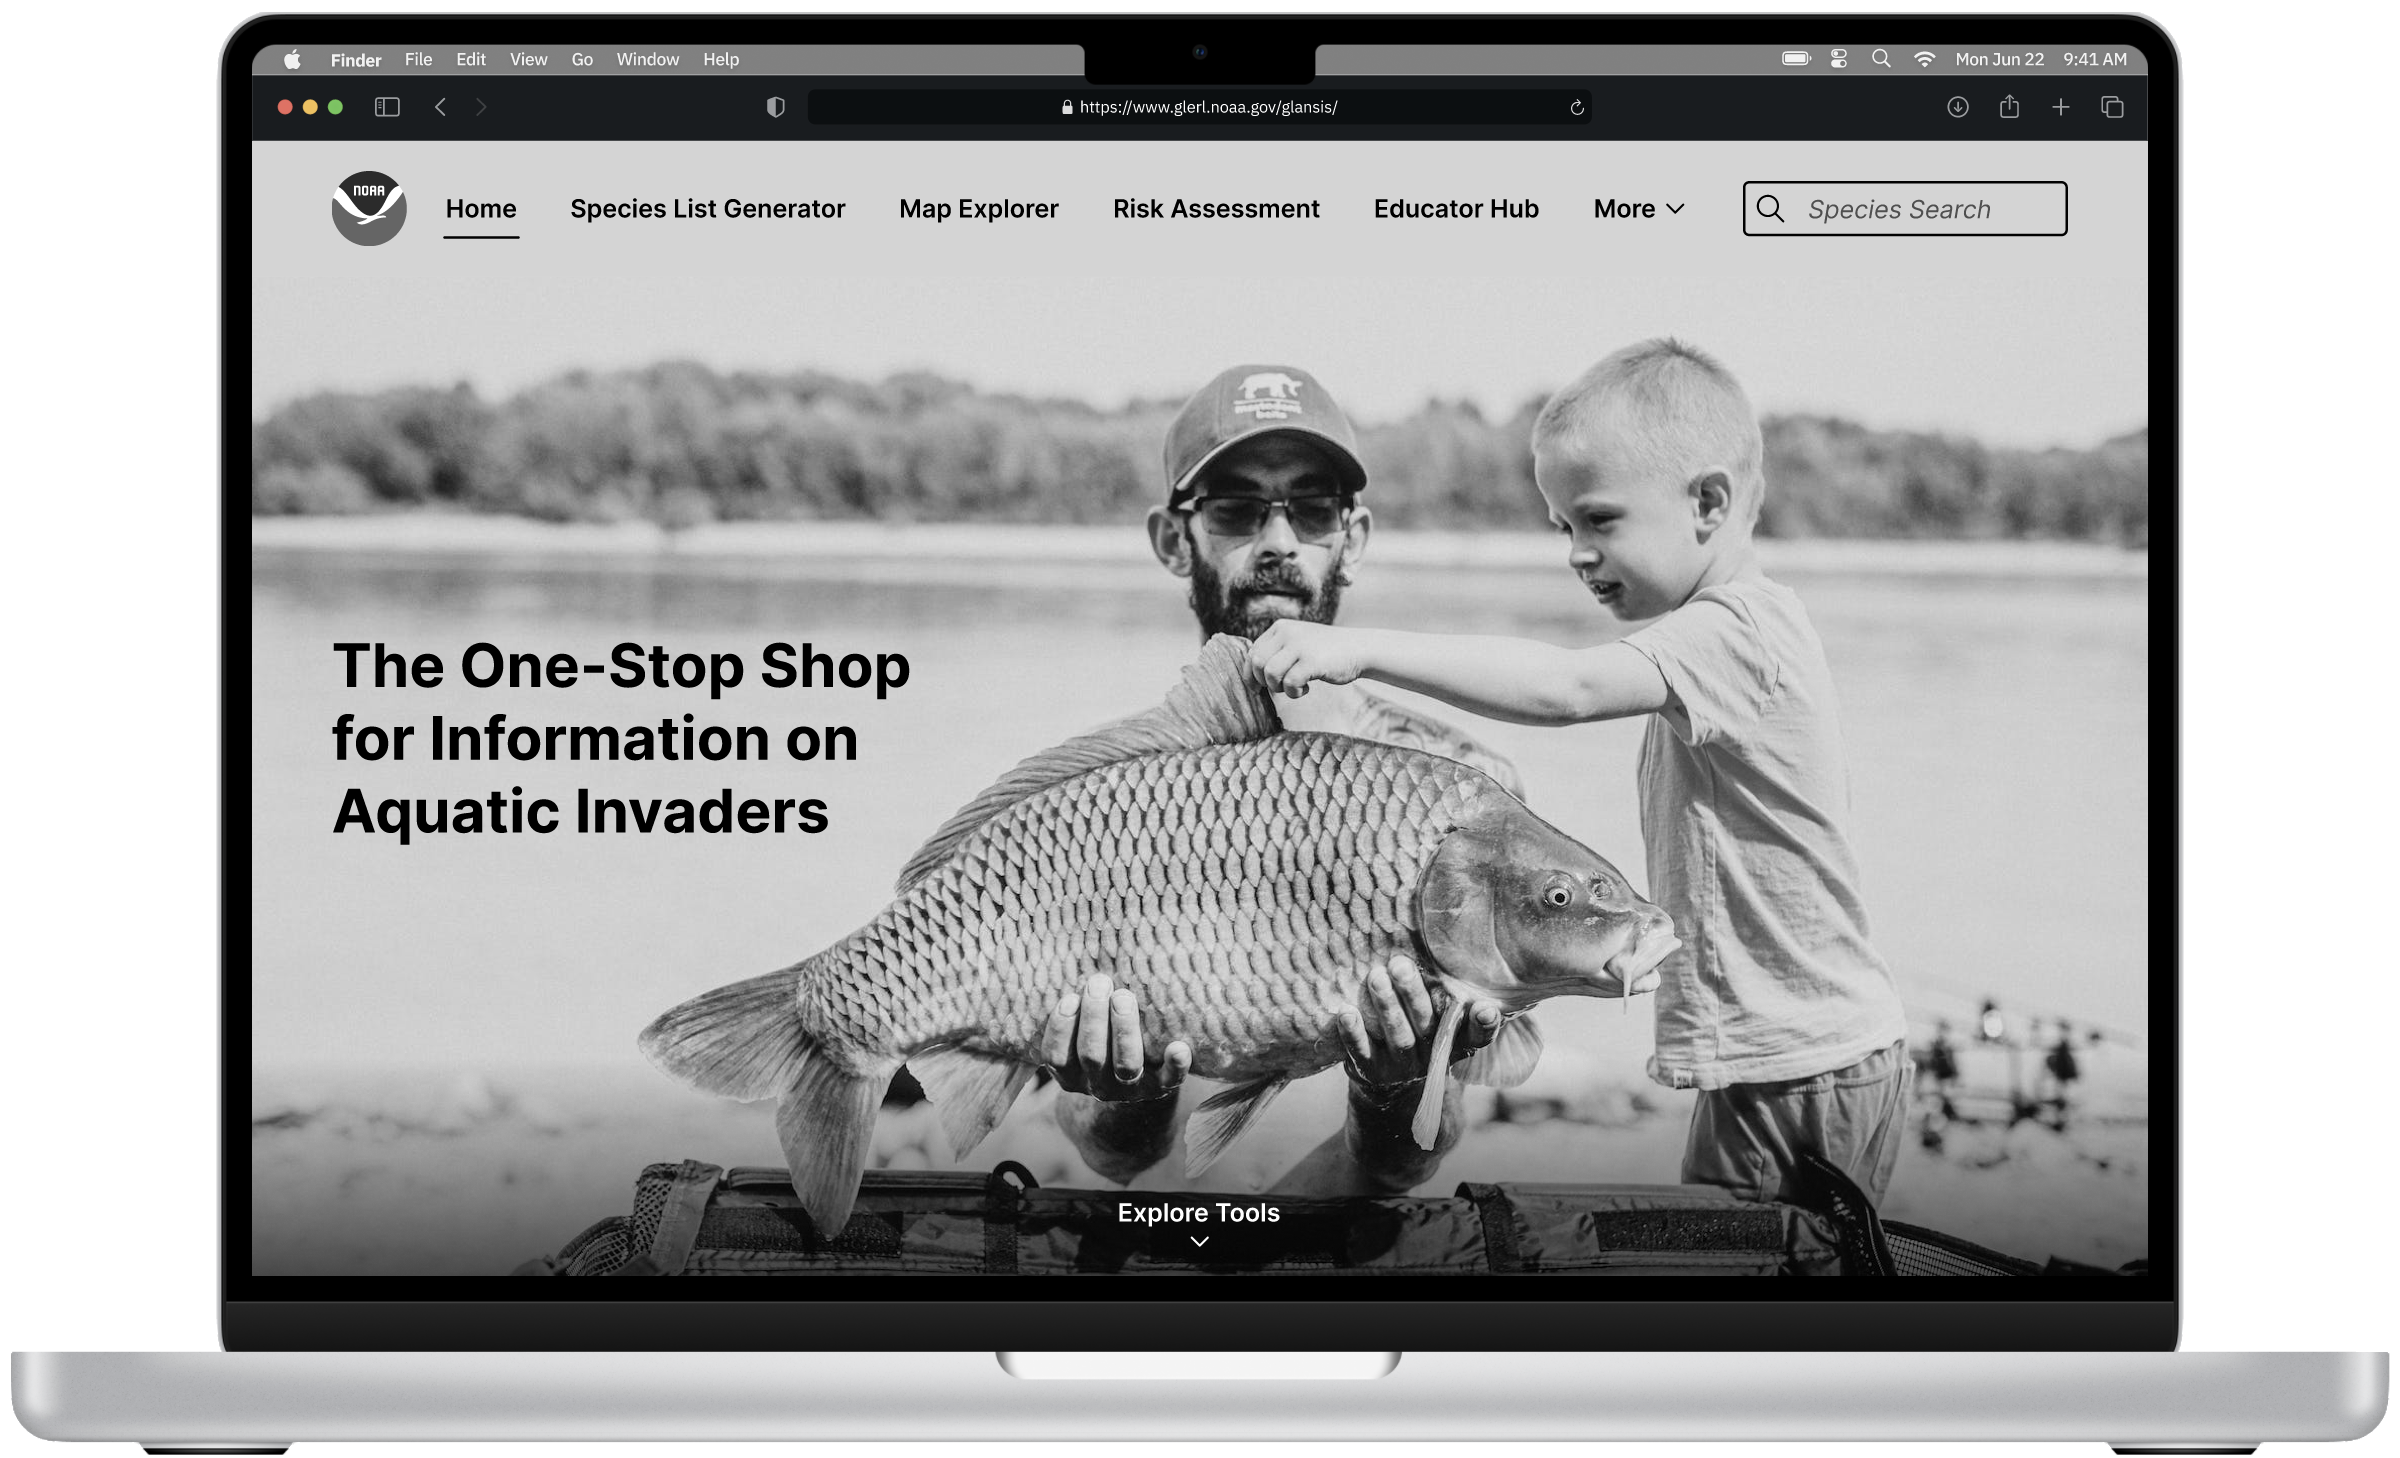 Finder File Edit View Go Window Help
Mon Jun 22 9:41 AM
https://www.glerl.noaa.gov/glansis/
NOAA
Home Species List Generator Map Explorer Risk Assessment Educator Hub More
Species Search
The One-Stop Shop
for Information on
Aquatic Invaders
Explore Tools